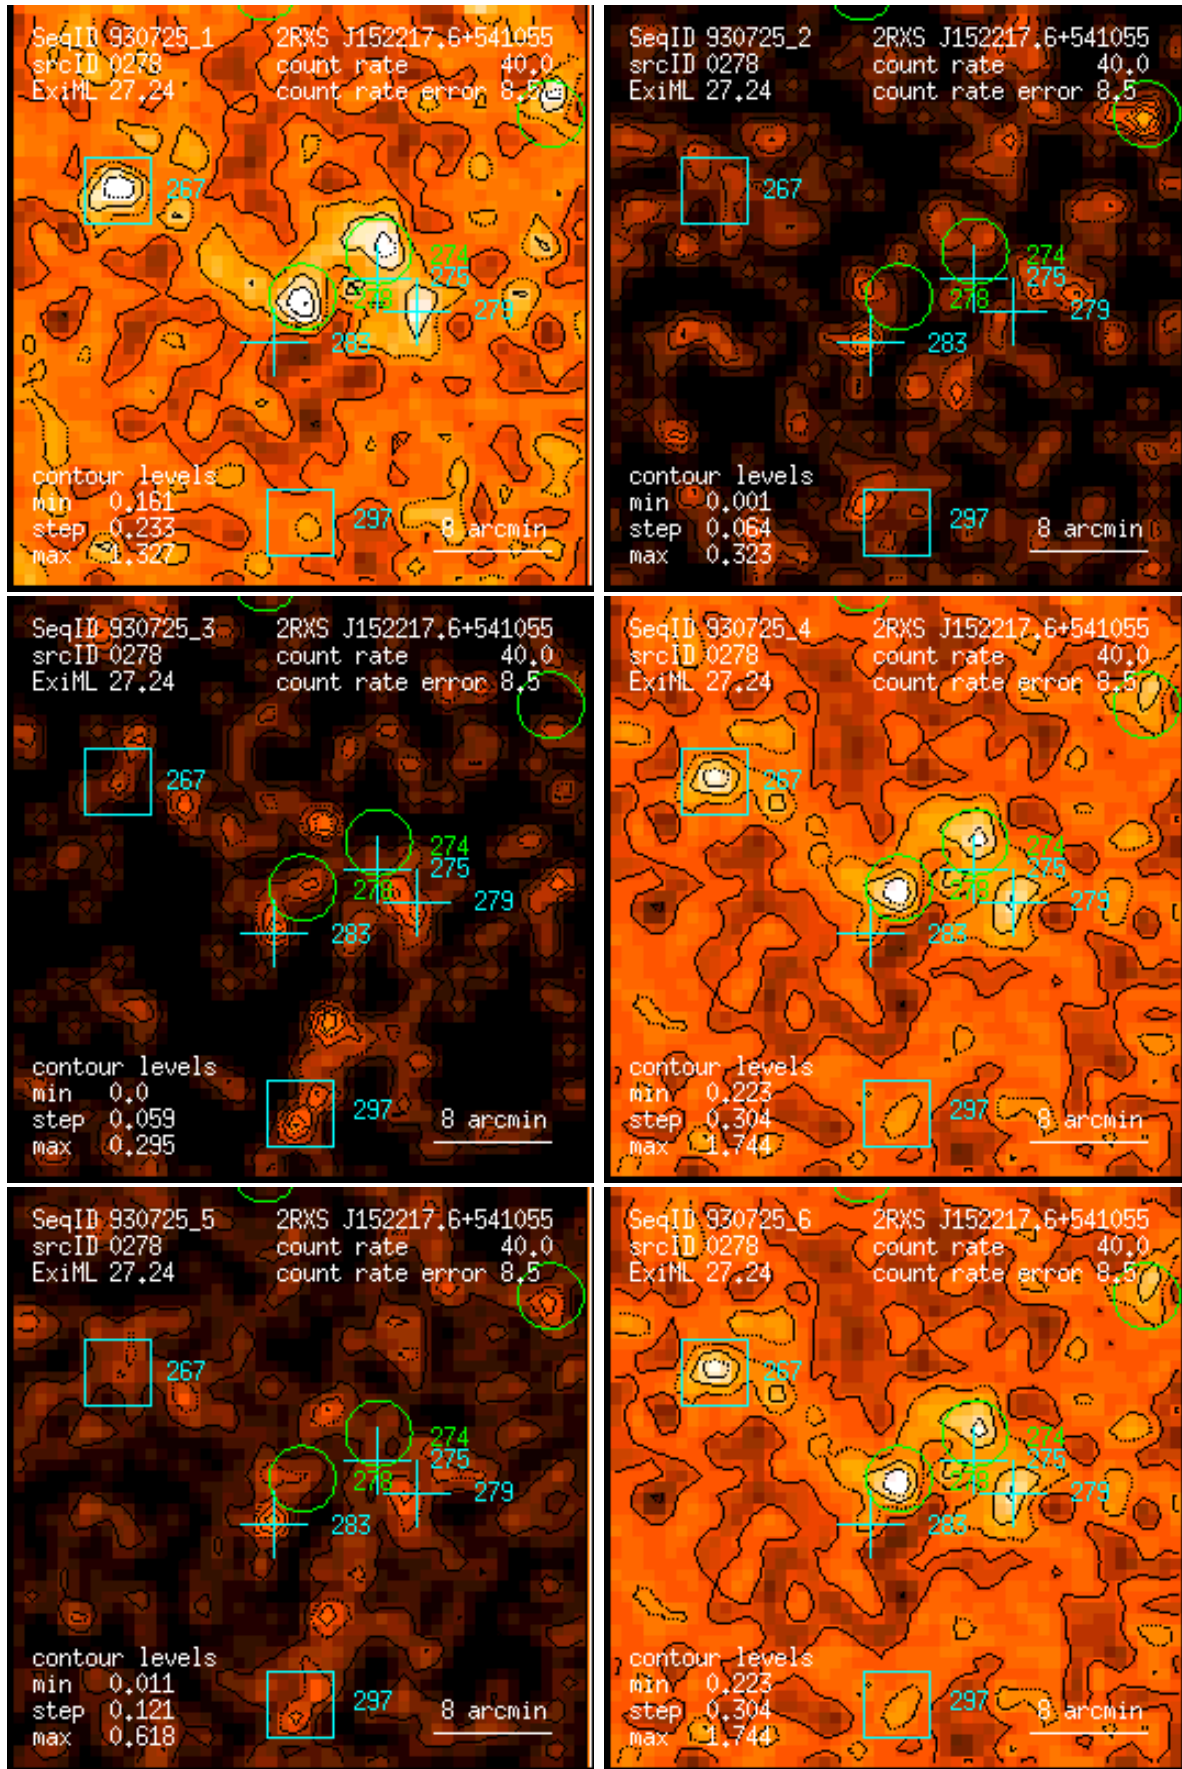 SeqID 930725_1 2RXS J152217.6+541055
srcID 0278 count rate 40.0
ExiML 27.24 count rate error 8.5
267
274
275
278
279
283
contour levels
min 0.161
step 0.233
max 1.327
297
8 arcmin
SeqID 930725_2 2RXS J152217.6+541055
srcID 0278 count rate 40.0
ExiML 27.24 count rate error 8.5
267
274
275
278
279
283
contour levels
min 0.001
step 0.064
max 0.323
297
8 arcmin
SeqID 930725_3 2RXS J152217.6+541055
srcID 0278 count rate 40.0
ExiML 27.24 count rate error 8.5
267
274
275
278
279
283
contour levels
min 0.0
step 0.059
max 0.295
297
8 arcmin
SeqID 930725_4 2RXS J152217.6+541055
srcID 0278 count rate 40.0
ExiML 27.24 count rate error 8.5
267
274
275
278
279
283
contour levels
min 0.223
step 0.304
max 1.744
297
8 arcmin
SeqID 930725_5 2RXS J152217.6+541055
srcID 0278 count rate 40.0
ExiML 27.24 count rate error 8.5
267
274
275
278
279
283
contour levels
min 0.011
step 0.121
max 0.618
297
8 arcmin
SeqID 930725_6 2RXS J152217.6+541055
srcID 0278 count rate 40.0
ExiML 27.24 count rate error 8.5
267
274
275
278
279
283
contour levels
min 0.223
step 0.304
max 1.744
297
8 arcmin